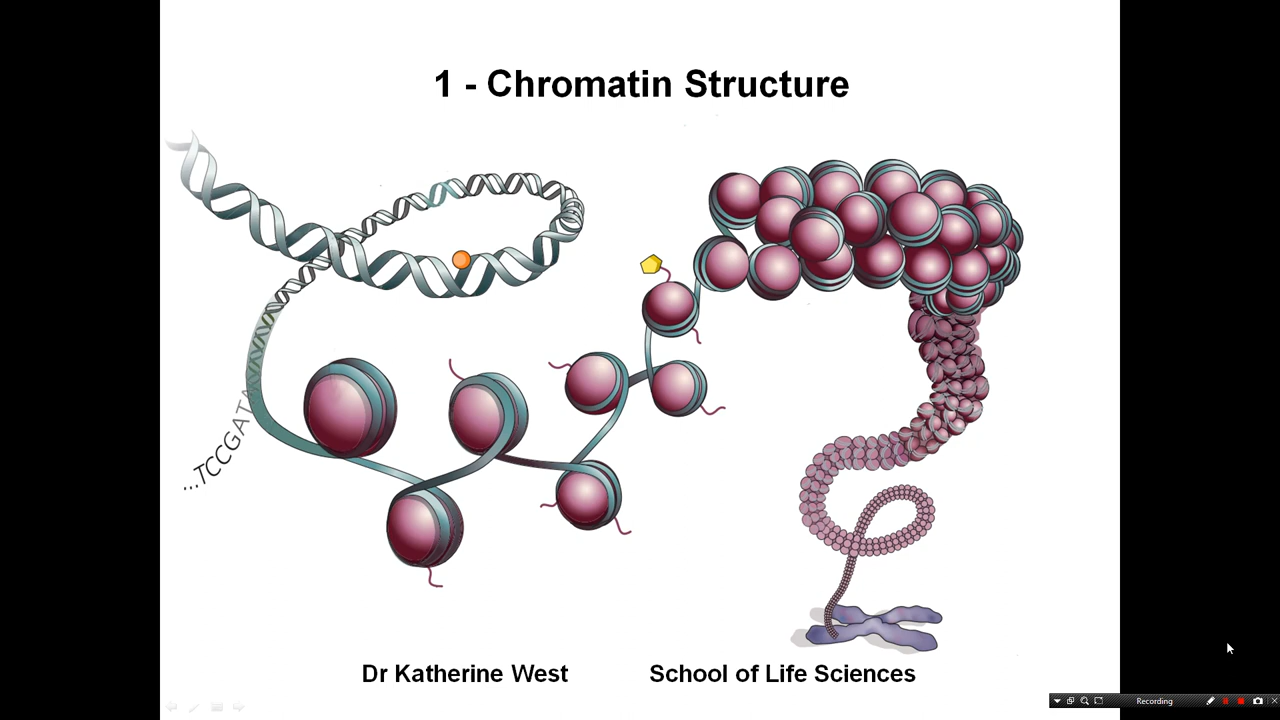 1 - Chromatin Structure
...TCCGATA
Dr Katherine West
School of Life Sciences
Recording